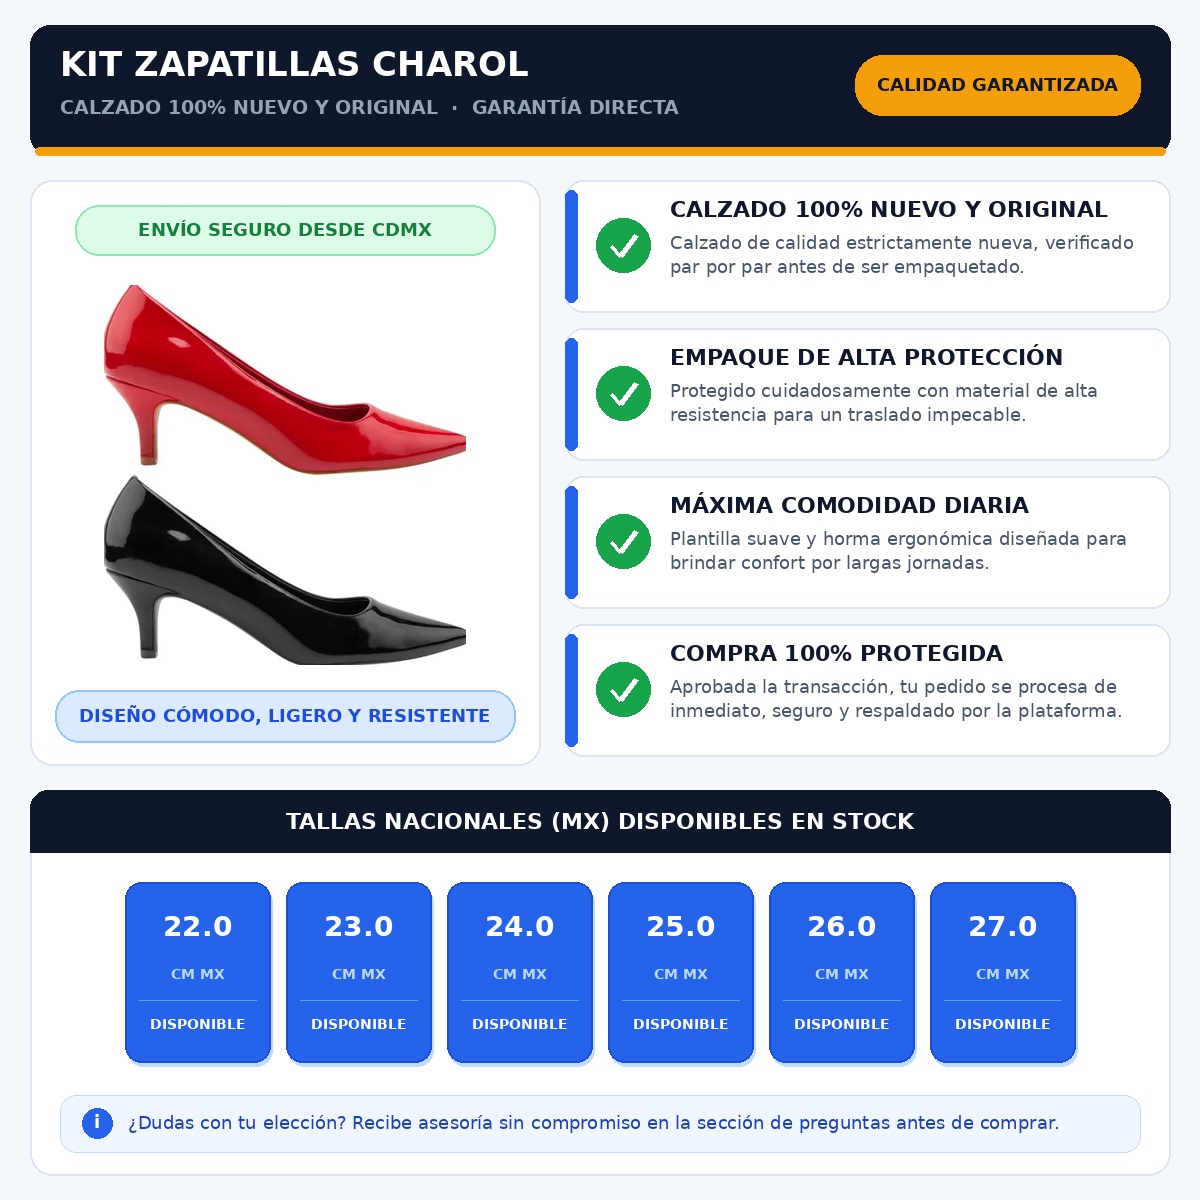 KIT ZAPATILLAS CHAROL
CALZADO 100% NUEVO Y ORIGINAL · GARANTÍA DIRECTA
CALIDAD GARANTIZADA
ENVÍO SEGURO DESDE CDMX
DISEÑO CÓMODO, LIGERO Y RESISTENTE
CALZADO 100% NUEVO Y ORIGINAL
Calzado de calidad estrictamente nueva, verificado
par por par antes de ser empaquetado.
EMPAQUE DE ALTA PROTECCIÓN
Protegido cuidadosamente con material de alta
resistencia para un traslado impecable.
MÁXIMA COMODIDAD DIARIA
Plantilla suave y horma ergonómica diseñada para
brindar confort por largas jornadas.
COMPRA 100% PROTEGIDA
Aprobada la transacción, tu pedido se procesa de
inmediato, seguro y respaldado por la plataforma.
TALLAS NACIONALES (MX) DISPONIBLES EN STOCK
22.0
CM MX
DISPONIBLE
23.0
CM MX
DISPONIBLE
24.0
CM MX
DISPONIBLE
25.0
CM MX
DISPONIBLE
26.0
CM MX
DISPONIBLE
27.0
CM MX
DISPONIBLE
i ¿Dudas con tu elección? Recibe asesoría sin compromiso en la sección de preguntas antes de comprar.